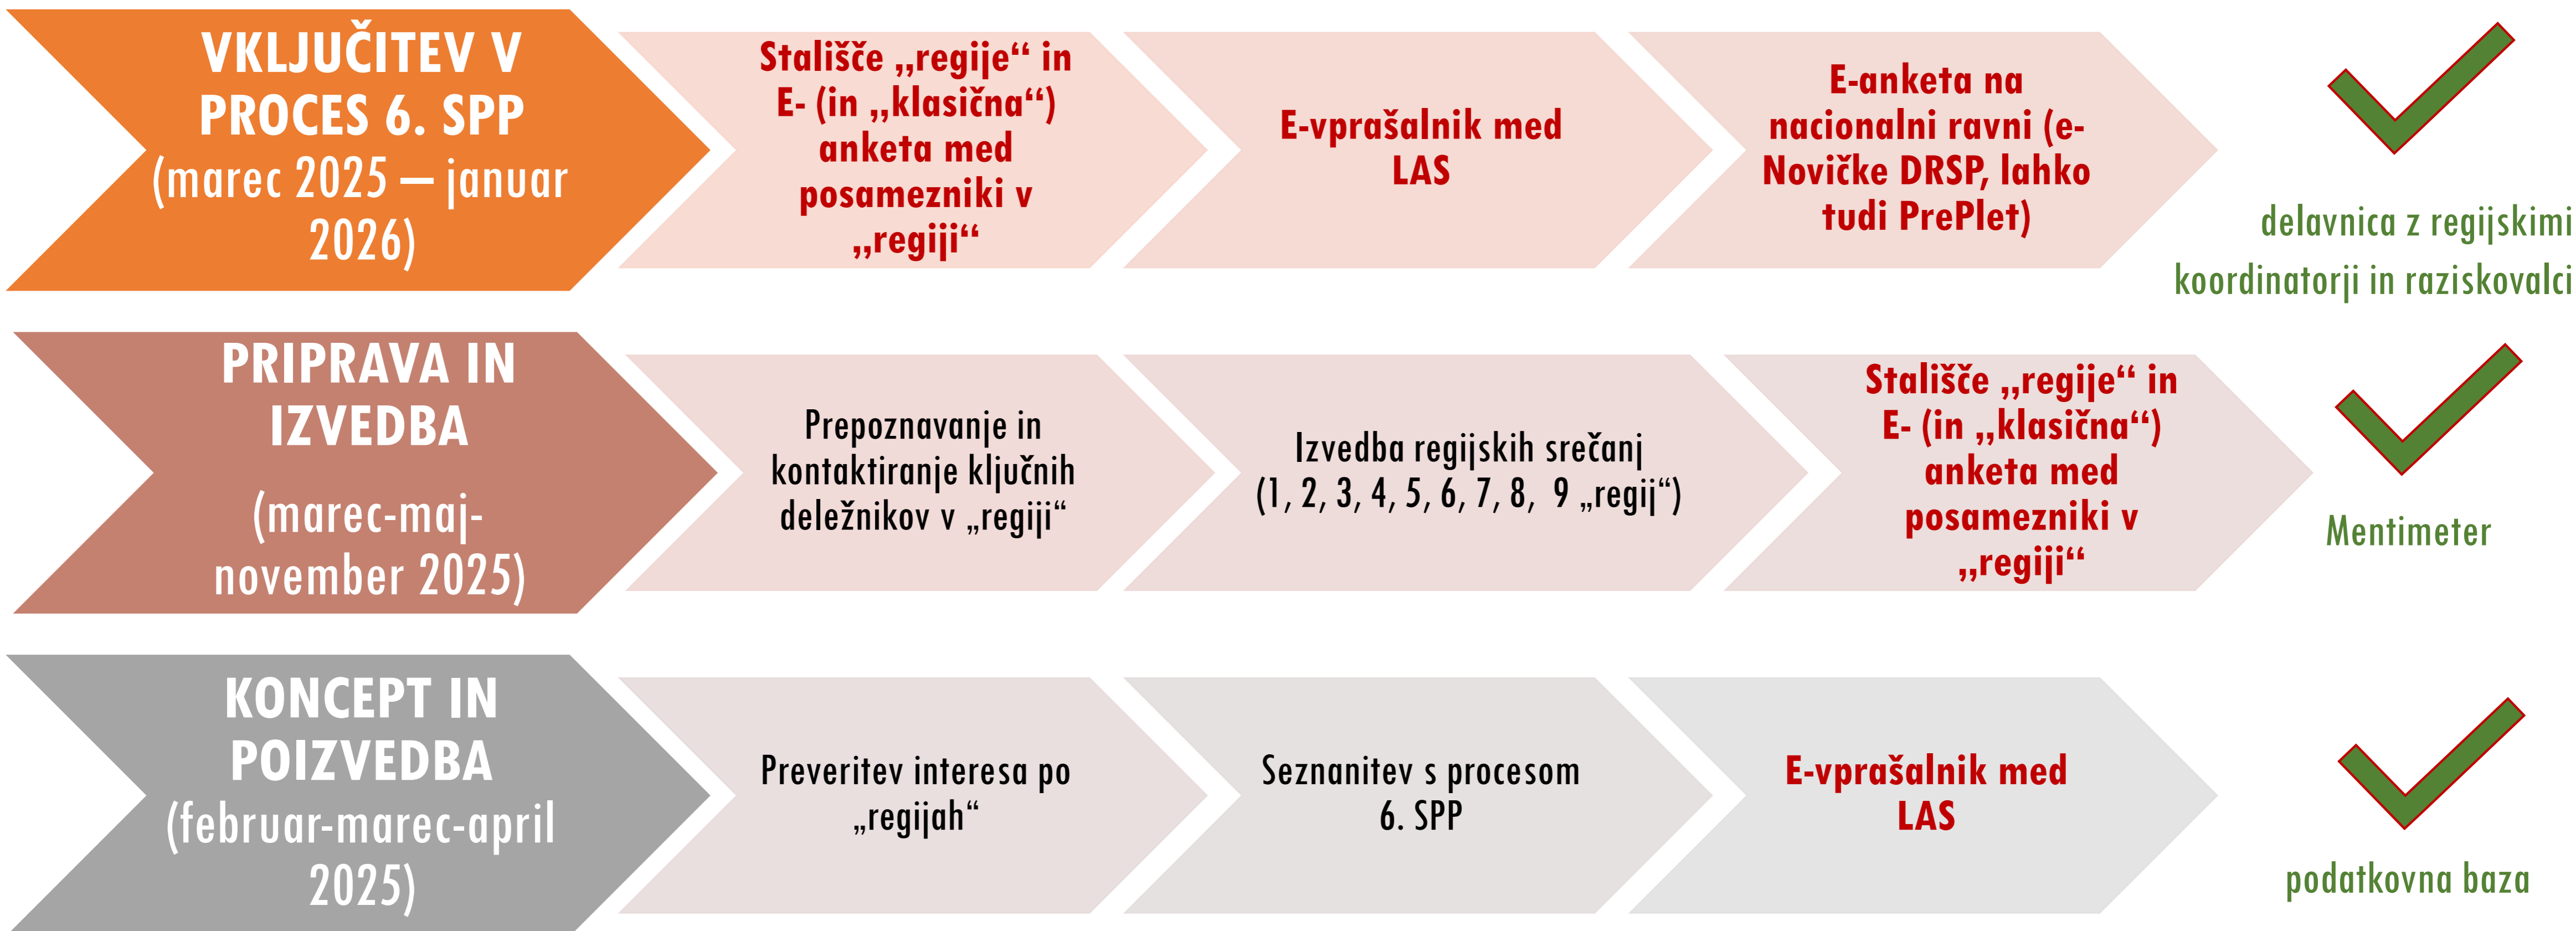 VKLJUČITEV V
PROCES 6. SPP
(marec 2025 – januar
2026)
Stališče „regije“ in
E- (in „klasična“)
anketa med
posamezniki v
„regiji“
E-vprašalnik med
LAS
E-anketa na
nacionalni ravni (e-
Novičke DRSP, lahko
tudi PrePlet)
delavnica z regijskimi
koordinatorji in raziskovalci
PRIPRAVA IN
IZVEDBA
(marec-maj-
november 2025)
Prepoznavanje in
kontaktiranje ključnih
deležnikov v „regiji“
Izvedba regijskih srečanj
(1, 2, 3, 4, 5, 6, 7, 8, 9 „regij“)
Stališče „regije“ in
E- (in „klasična“)
anketa med
posamezniki v
„regiji“
Mentimeter
KONCEPT IN
POIZVEDBA
(februar-marec-april
2025)
Preveritev interesa po
„regijah“
Seznanitev s procesom
6. SPP
E-vprašalnik med
LAS
podatkovna baza